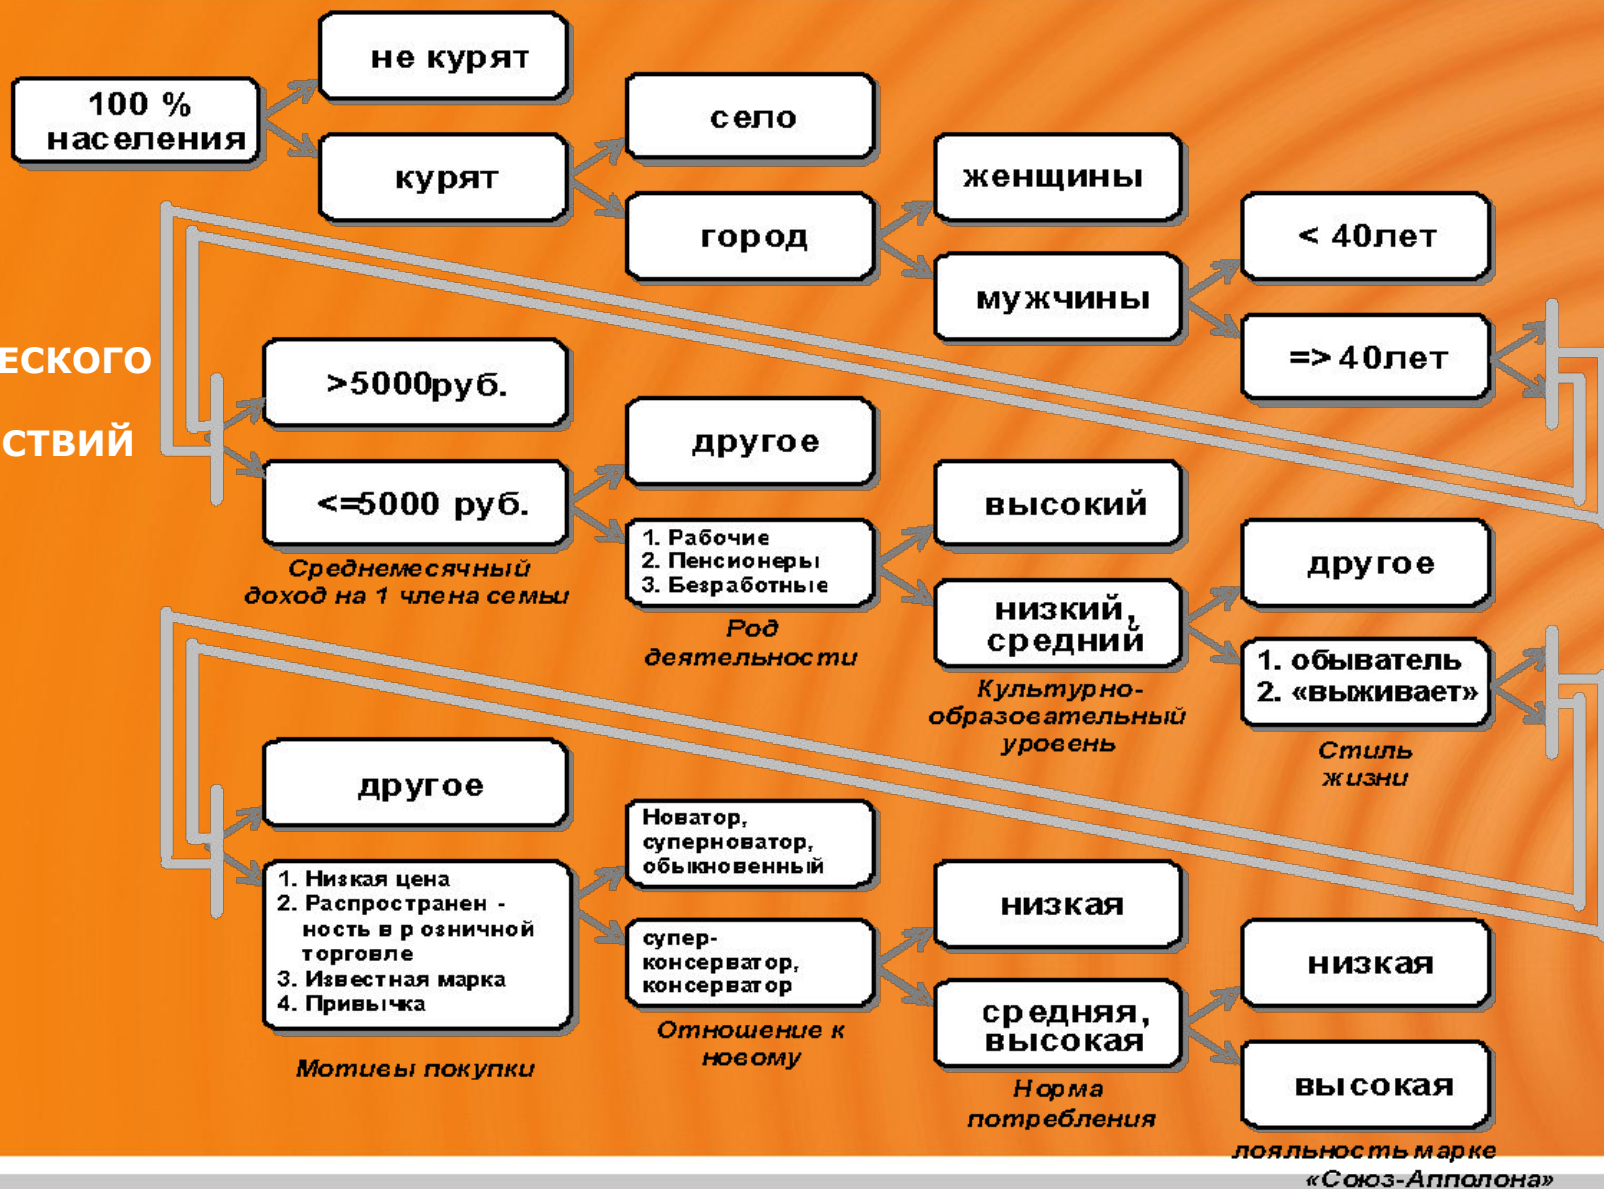 не курят
100 %
населения
село
курят
женщины
город
< 40лет
мужчины
=> 40лет
ЕСКОГО
СТВИЙ
>5000руб.
другое
<=5000 руб.
Среднемесячный
доход на 1 члена семьи
1. Рабочие
2. Пенсионеры
3. Безработные
Род
деятельности
высокий
низкий,
средний
Культурно-
образовательный
уровень
другое
1. обыватель
2. «выживает»
Стиль
жизни
другое
1. Низкая цена
2. Распространен -
ность в розничной
торговле
3. Известная марка
4. Привычка
Мотивы покупки
Новатор,
суперноватор,
обыкновенный
супер-
консерватор,
консерватор
Отношение к
новому
низкая
средняя,
высокая
Норма
потребления
низкая
высокая
лояльность марке
«Союз-Апполона»